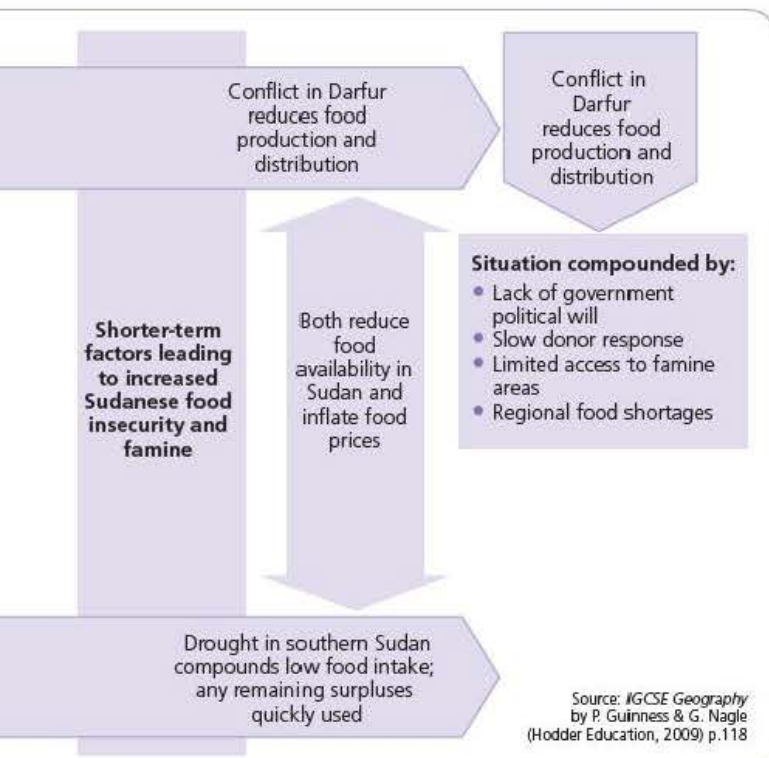 Conflict in Darfur
reduces food
production and
distribution
Conflict in
Darfur
reduces food
production and
distribution
Shorter-term
factors leading
to increased
Sudanese food
insecurity and
famine
Both reduce
food
availability in
Sudan and
inflate food
prices
Situation compounded by:
• Lack of government
political will
• Slow donor response
• Limited access to famine
areas
• Regional food shortages
Drought in southern Sudan
compounds low food intake;
any remaining surpluses
quickly used
Source: IGCSE Geography
by P. Guinness & G. Nagle
(Hodder Education, 2009) p.118